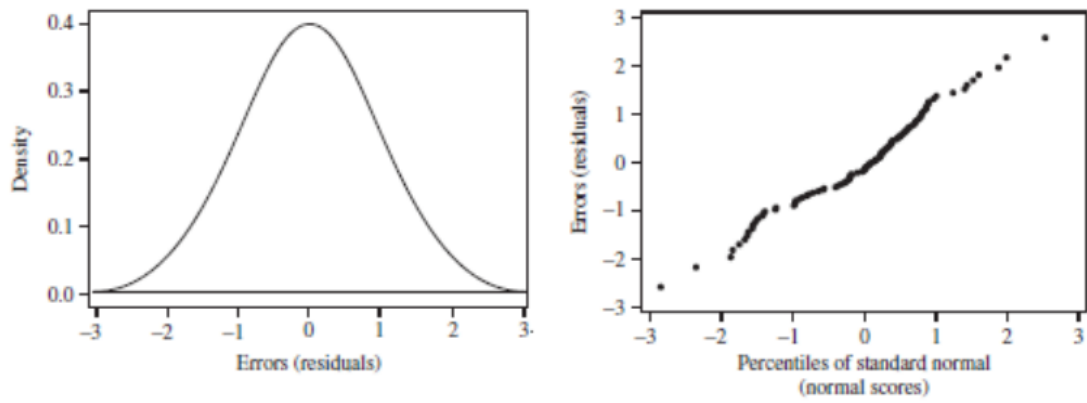 0.4
0.3
0.2
0.1
0.0
Density
–3 –2 –1 0 1 2 3.
Errors (residuals)
3
2
1
0
–1
–2
–3
Errors (residuals)
–3 –2 –1 0 1 2 3
Percentiles of standard normal
(normal scores)